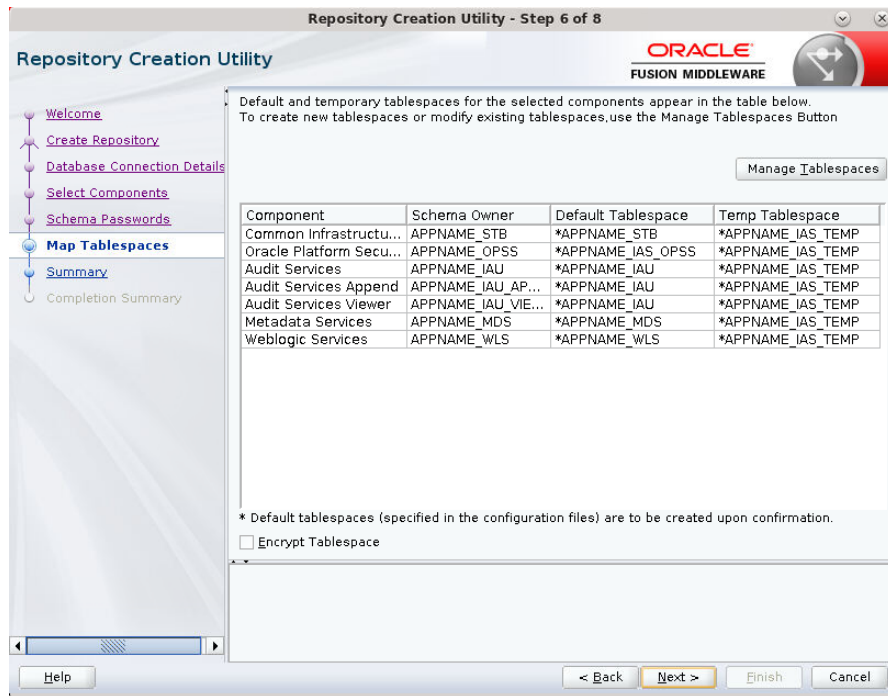 Repository Creation Utility - Step 6 of 8
Repository Creation Utility
ORACLE
FUSION MIDDLEWARE
Welcome
Create Repository
Database Connection Details
Select Components
Schema Passwords
Map Tablespaces
Summary
Completion Summary
Default and temporary tablespaces for the selected components appear in the table below.
To create new tablespaces or modify existing tablespaces,use the Manage Tablespaces Button
Manage Tablespaces
Component Schema Owner Default Tablespace Temp Tablespace
Common Infrastructu... APPNAME_STB *APPNAME_STB *APPNAME_IAS_TEMP
Oracle Platform Secu... APPNAME_OPSS *APPNAME_IAS_OPSS *APPNAME_IAS_TEMP
Audit Services APPNAME_IAU *APPNAME_IAU *APPNAME_IAS_TEMP
Audit Services Append APPNAME_IAU_AP... *APPNAME_IAU *APPNAME_IAS_TEMP
Audit Services Viewer APPNAME_IAU_VIE... *APPNAME_IAU *APPNAME_IAS_TEMP
Metadata Services APPNAME_MDS *APPNAME_MDS *APPNAME_IAS_TEMP
Weblogic Services APPNAME_WLS *APPNAME_WLS *APPNAME_IAS_TEMP
* Default tablespaces (specified in the configuration files) are to be created upon confirmation.
Encrypt Tablespace
Help < Back Next > Finish Cancel